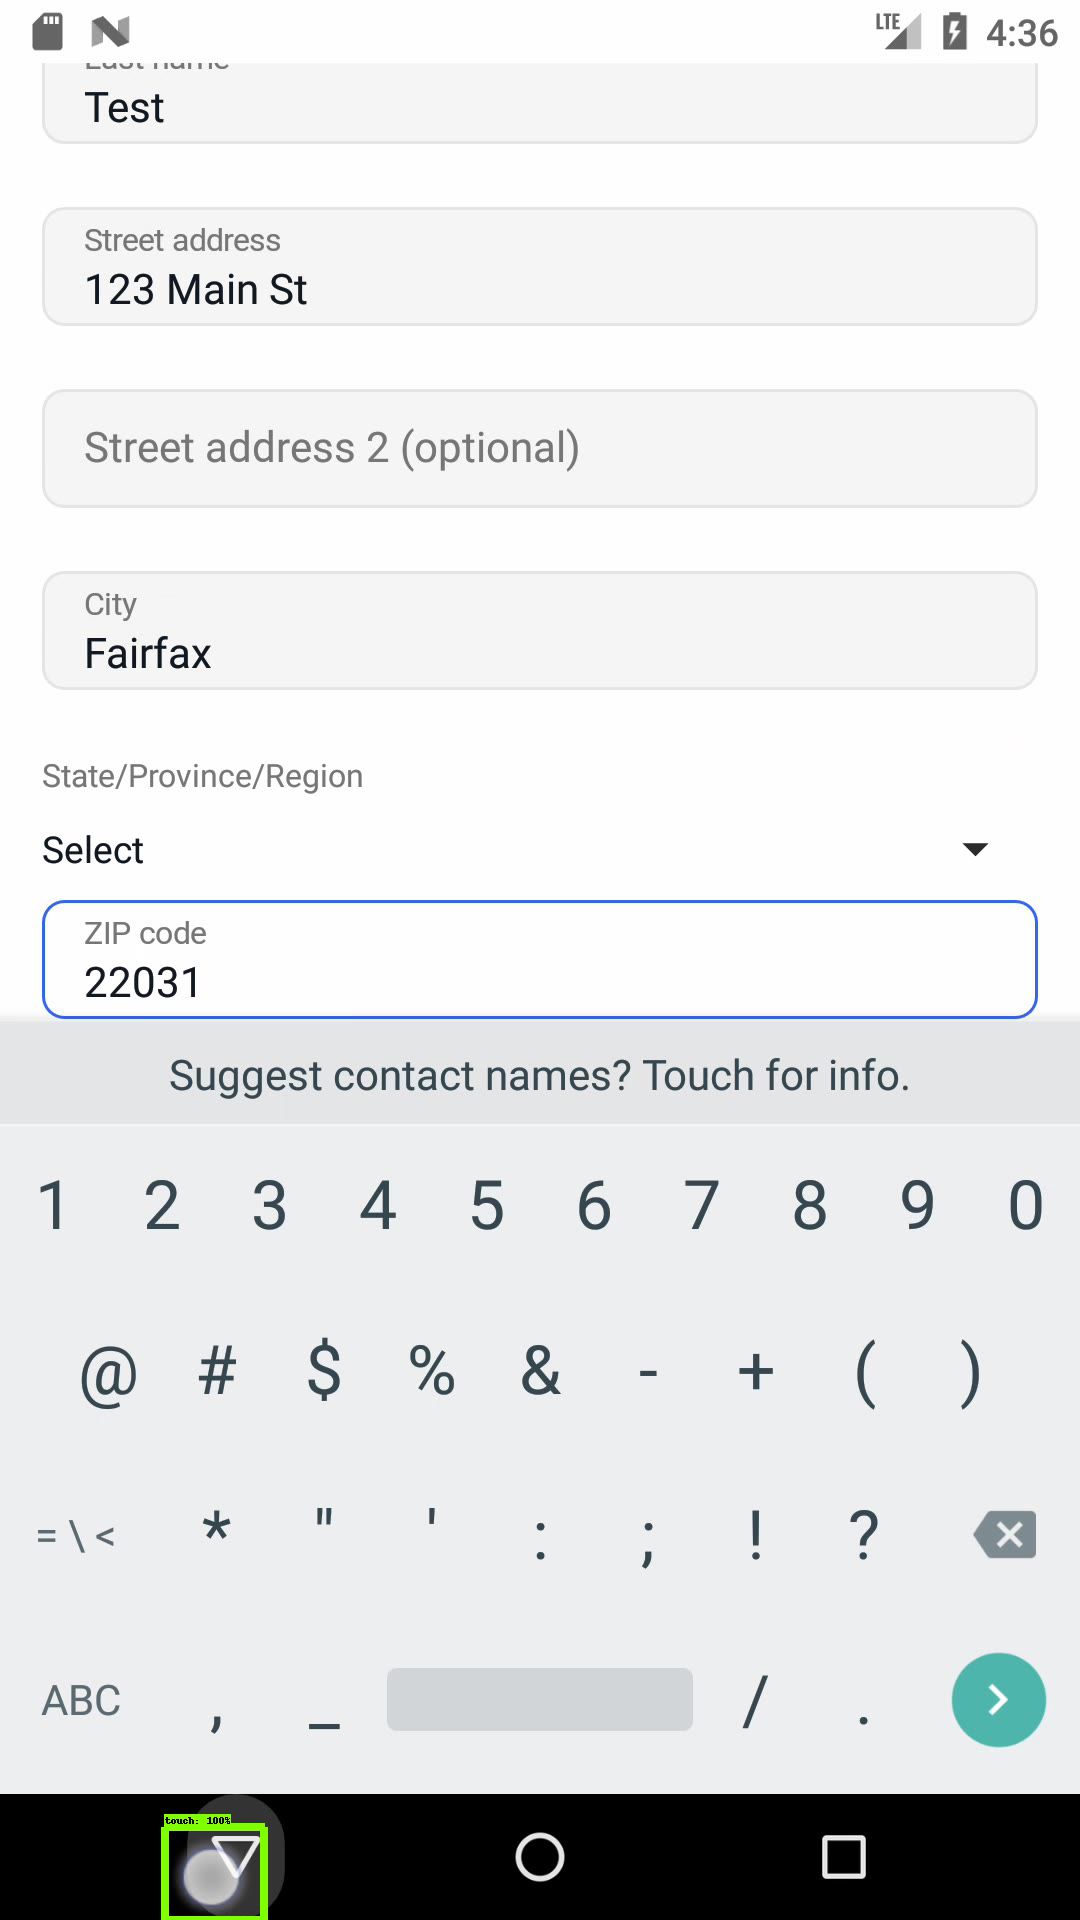 LTE 4:36
Last name
Test
Street address
123 Main St
Street address 2 (optional)
City
Fairfax
State/Province/Region
Select
ZIP code
22031
Suggest contact names? Touch for info.
1 2 3 4 5 6 7 8 9 0
@ # $ % & - + ( )
= \ < * " ' : ; ! ?
ABC , _ / .
touch: 100%